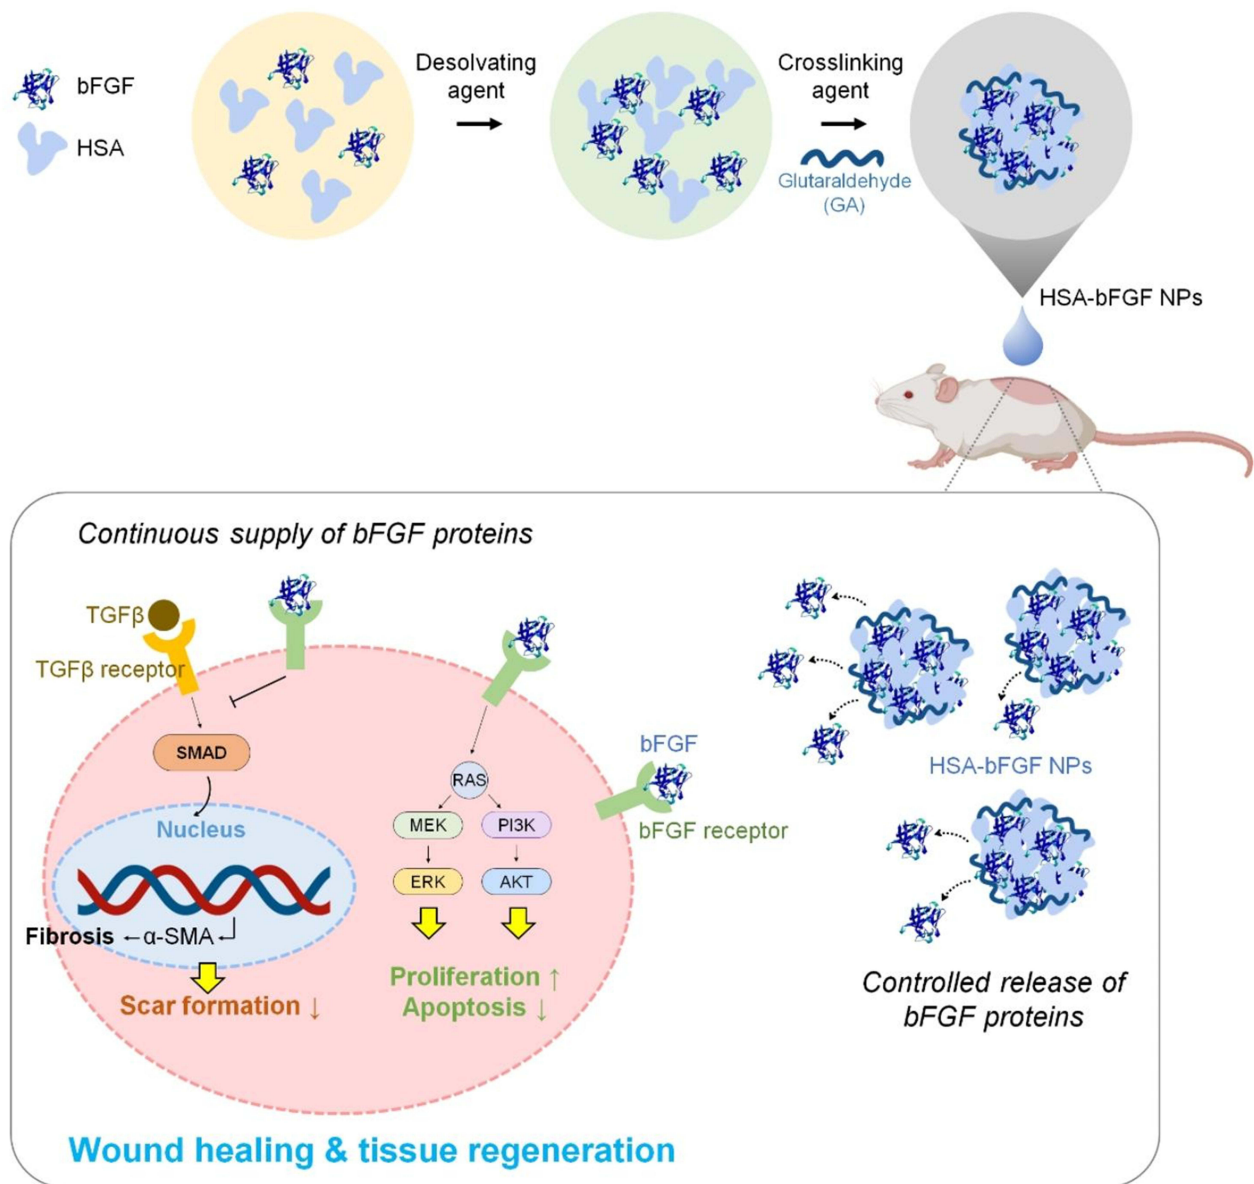 bFGF
HSA
Desolvating
agent
Crosslinking
agent
Glutaraldehyde
(GA)
HSA-bFGF NPs
Continuous supply of bFGF proteins
TGFβ
TGFβ receptor
SMAD
Nucleus
Fibrosis ←α-SMA
Scar formation ↓
RAS
MEK
PI3K
ERK
AKT
Proliferation ↑
Apoptosis ↓
bFGF
bFGF receptor
HSA-bFGF NPs
Controlled release of
bFGF proteins
Wound healing & tissue regeneration